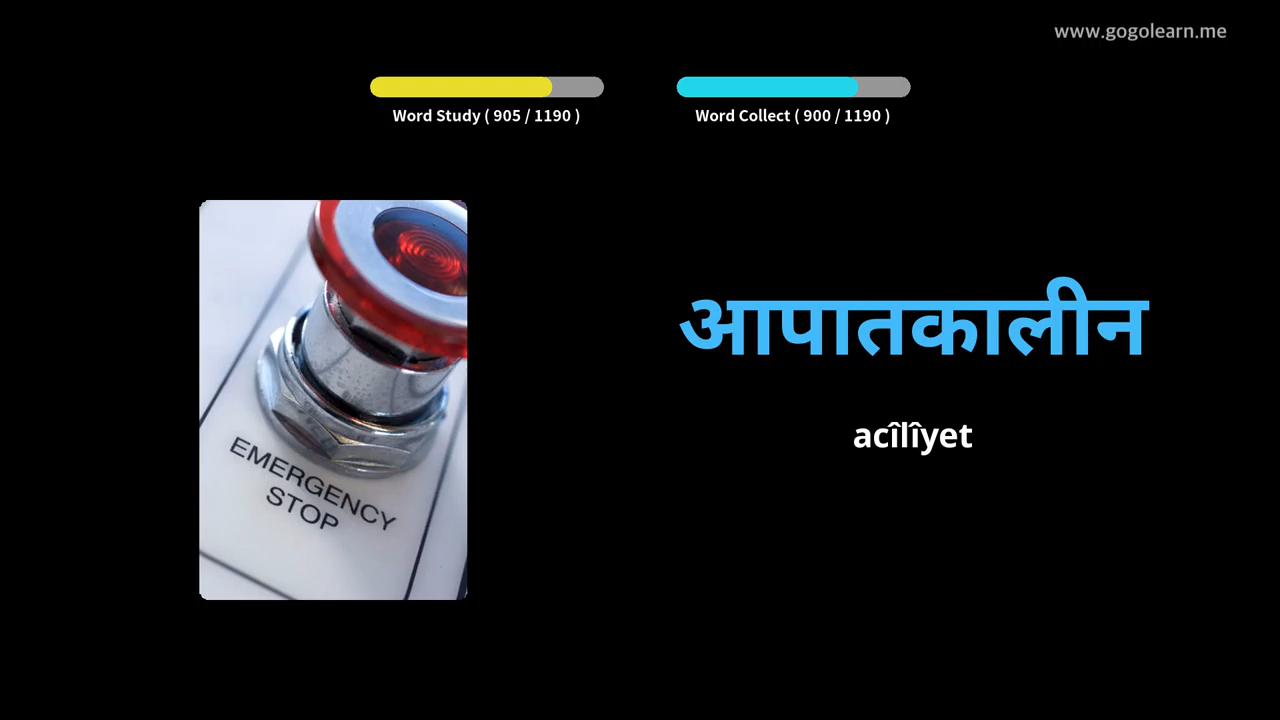 www.gogolearn.me
Word Study ( 905 / 1190 )
Word Collect ( 900 / 1190 )
EMERGENCY
STOP
आपातकालीन
acîlîyet